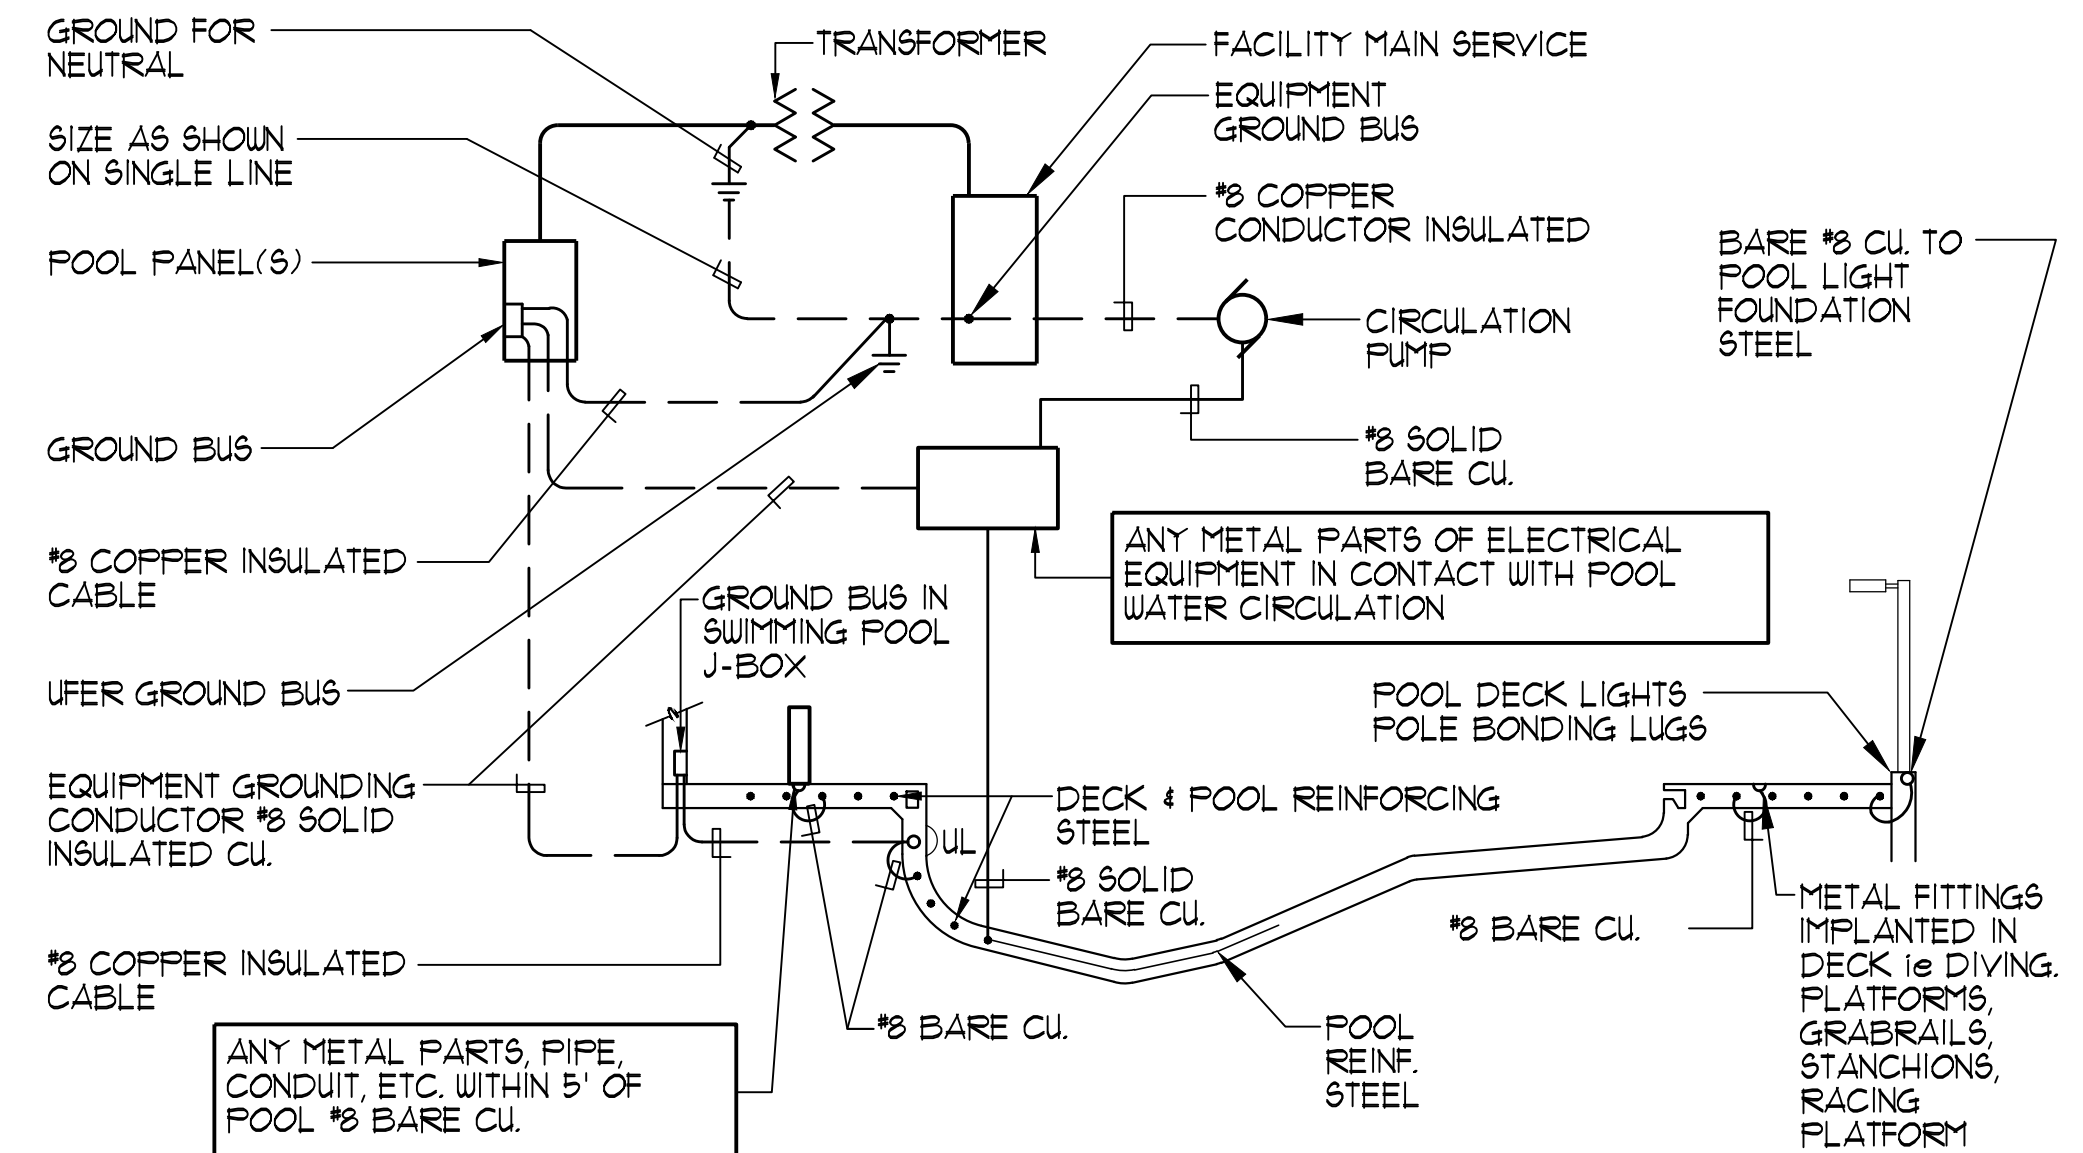 GROUND FOR
NEUTRAL
TRANSFORMER
FACILITY MAIN SERVICE
EQUIPMENT
GROUND BUS
SIZE AS SHOWN
ON SINGLE LINE
#8 COPPER
CONDUCTOR INSULATED
BARE #8 CU. TO
POOL LIGHT
FOUNDATION
STEEL
POOL PANEL(S)
CIRCULATION
PUMP
GROUND BUS
#8 SOLID
BARE CU.
ANY METAL PARTS OF ELECTRICAL
EQUIPMENT IN CONTACT WITH POOL
WATER CIRCULATION
#8 COPPER INSULATED
CABLE
GROUND BUS IN
SWIMMING POOL
J-BOX
UFER GROUND BUS
POOL DECK LIGHTS
POLE BONDING LUGS
EQUIPMENT GROUNDING
CONDUCTOR #8 SOLID
INSULATED CU.
DECK & POOL REINFORCING
STEEL
UL
#8 SOLID
BARE CU.
#8 BARE CU.
METAL FITTINGS
IMPLANTED IN
DECK ie DIVING.
PLATFORMS,
GRABRAILS,
STANCHIONS,
RACING
PLATFORM
#8 COPPER INSULATED
CABLE
#8 BARE CU.
POOL
REINF.
STEEL
ANY METAL PARTS, PIPE,
CONDUIT, ETC. WITHIN 5' OF
POOL #8 BARE CU.